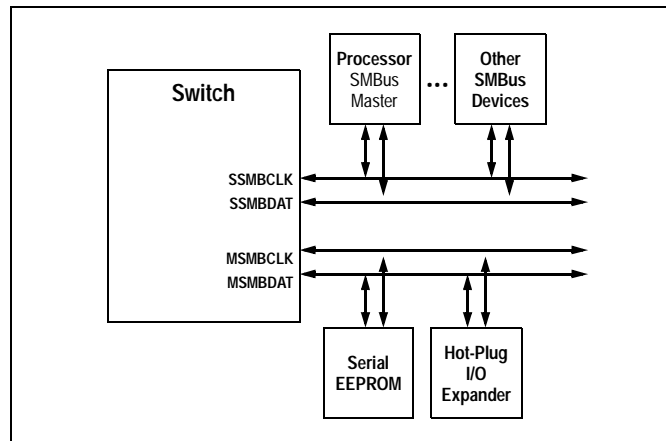 Switch
Processor
SMBus
Master
...
Other
SMBus
Devices
SSMBCLK
SSMBDAT
MSMBCLK
MSMBDAT
Serial
EEPROM
Hot-Plug
I/O
Expander